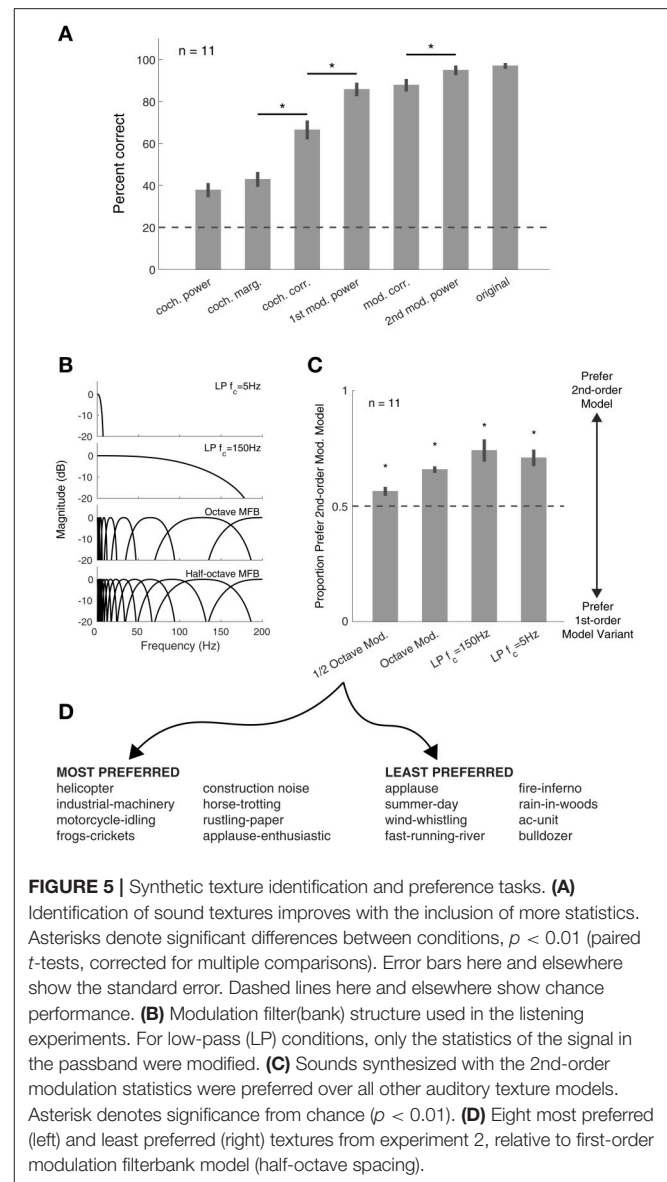 A
n = 11
*
*
*
Percent correct
100
80
60
40
20
0
coch. power
coch. marg.
coch. corr.
1st mod. power
mod. corr.
2nd mod. power
original
B
LP f_c=5Hz
0
-10
-20
LP f_c=150Hz
0
-10
-20
Octave MFB
0
-10
-20
Half-octave MFB
0
-10
-20
Magnitude (dB)
0
50
100
150
200
Frequency (Hz)
C
n = 11
*
*
*
*
Proportion Prefer 2nd-order Mod. Model
1
0.5
0
1/2 Octave Mod.
Octave Mod.
LP f_c=150Hz
LP f_c=5Hz
Prefer
2nd-order
Model
Prefer
1st-order
Model Variant
D
MOST PREFERRED
helicopter
industrial-machinery
motorcycle-idling
frogs-crickets
construction noise
horse-trotting
rustling-paper
applause-enthusiastic
LEAST PREFERRED
applause
summer-day
wind-whistling
fast-running-river
fire-inferno
rain-in-woods
ac-unit
bulldozer
FIGURE 5 | Synthetic texture identification and preference tasks. (A)
Identification of sound textures improves with the inclusion of more statistics.
Asterisks denote significant differences between conditions, p < 0.01 (paired
t-tests, corrected for multiple comparisons). Error bars here and elsewhere
show the standard error. Dashed lines here and elsewhere show chance
performance. (B) Modulation filter(bank) structure used in the listening
experiments. For low-pass (LP) conditions, only the statistics of the signal in
the passband were modified. (C) Sounds synthesized with the 2nd-order
modulation statistics were preferred over all other auditory texture models.
Asterisk denotes significance from chance (p < 0.01). (D) Eight most preferred
(left) and least preferred (right) textures from experiment 2, relative to first-order
modulation filterbank model (half-octave spacing).